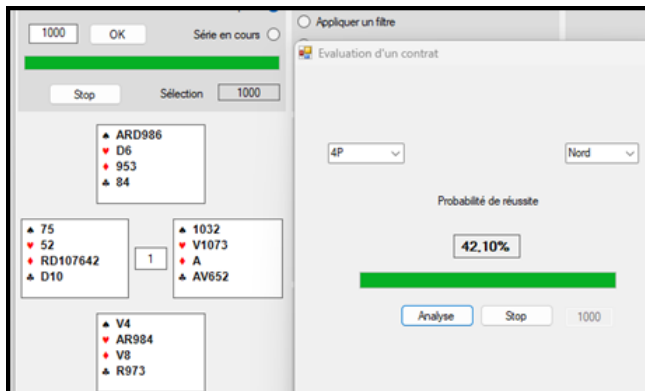 1000 OK Série en cours
Stop Sélection 1000
♠ ARD986
♥ D6
♦ 953
♣ 84
♠ 75
♥ 52
♦ RD107642
♣ D10
1
♠ 1032
♥ V1073
♦ A
♣ AV652
♠ V4
♥ AR984
♦ V8
♣ R973
Appliquer un filtre
Evaluation d'un contrat
4P Nord
Probabilité de réussite
42,10%
Analyse Stop 1000